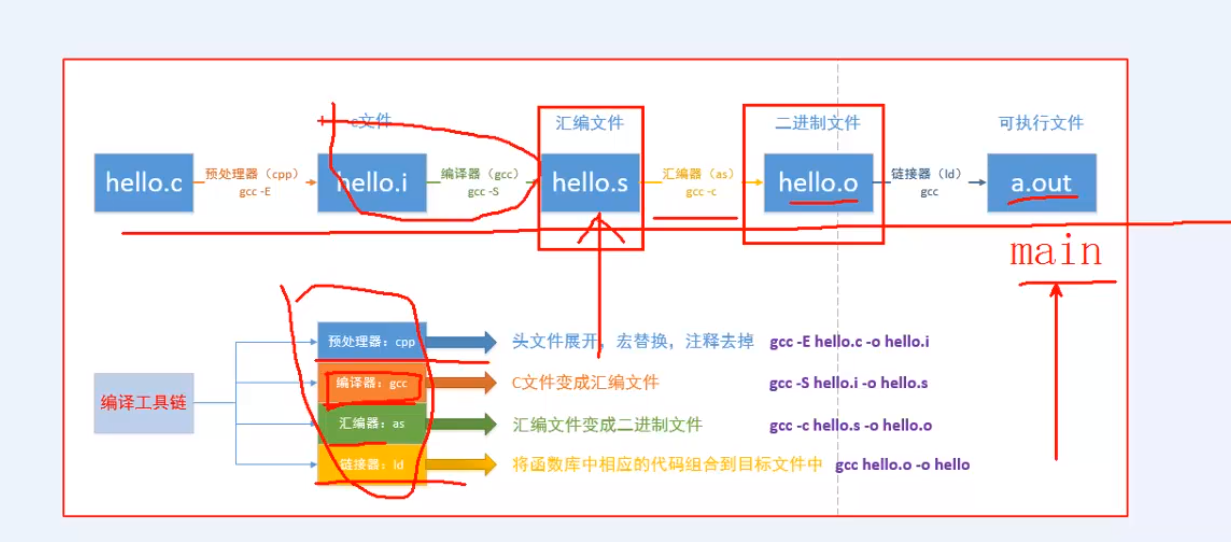 c文件
汇编文件
二进制文件
可执行文件
hello.c
预处理器（cpp）
gcc -E
hello.i
编译器（gcc）
gcc -S
hello.s
汇编器（as）
gcc -c
hello.o
链接器（ld）
gcc
a.out
main
编译工具链
预处理器：cpp
头文件展开，宏替换，注释去掉
gcc -E hello.c -o hello.i
编译器：gcc
C文件变成汇编文件
gcc -S hello.i -o hello.s
汇编器：as
汇编文件变成二进制文件
gcc -c hello.s -o hello.o
链接器：ld
将函数库中相应的代码组合到目标文件中
gcc hello.o -o hello